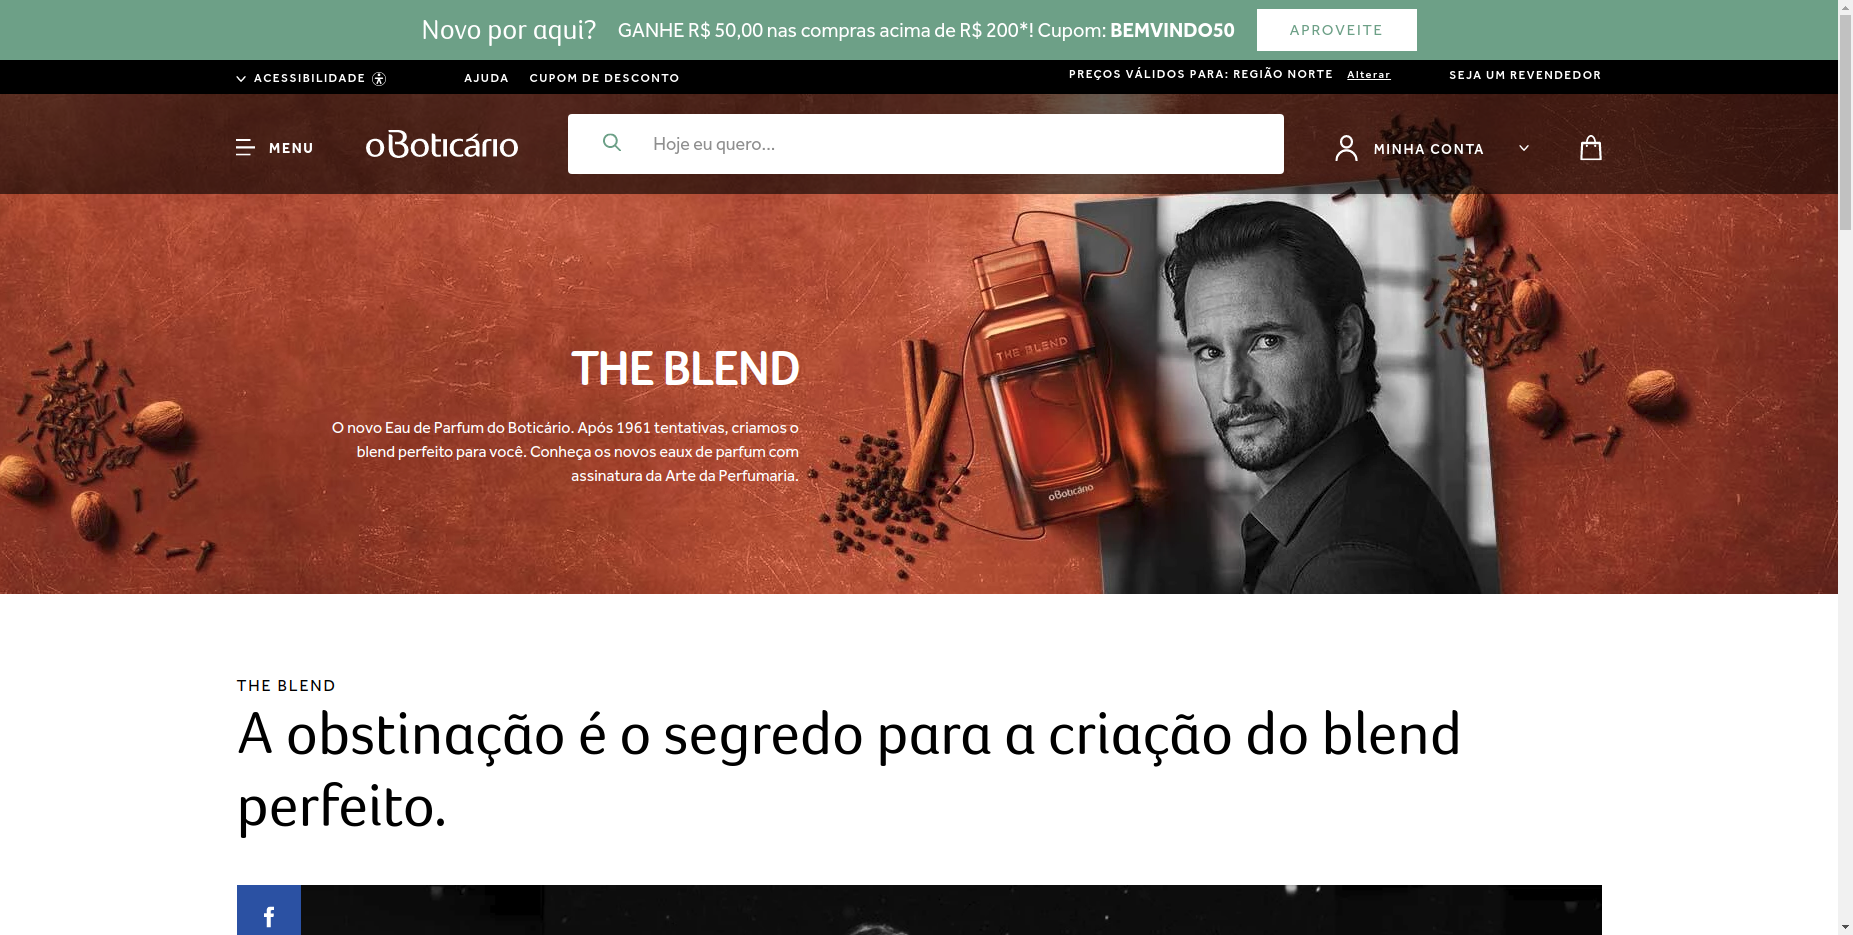 Novo por aqui? GANHE R$ 50,00 nas compras acima de R$ 200*! Cupom: BEMVINDO50 APROVEITE
ACESSIBILIDADE AJUDA CUPOM DE DESCONTO PREÇOS VÁLIDOS PARA: REGIÃO NORTE Alterar SEJA UM REVENDEDOR
MENU oBoticário Hoje eu quero... MINHA CONTA
THE BLEND
oBoticário
THE BLEND
O novo Eau de Parfum do Boticário. Após 1961 tentativas, criamos o
blend perfeito para você. Conheça os novos eaux de parfum com
assinatura da Arte da Perfumaria.
THE BLEND
A obstinação é o segredo para a criação do blend
perfeito.
f